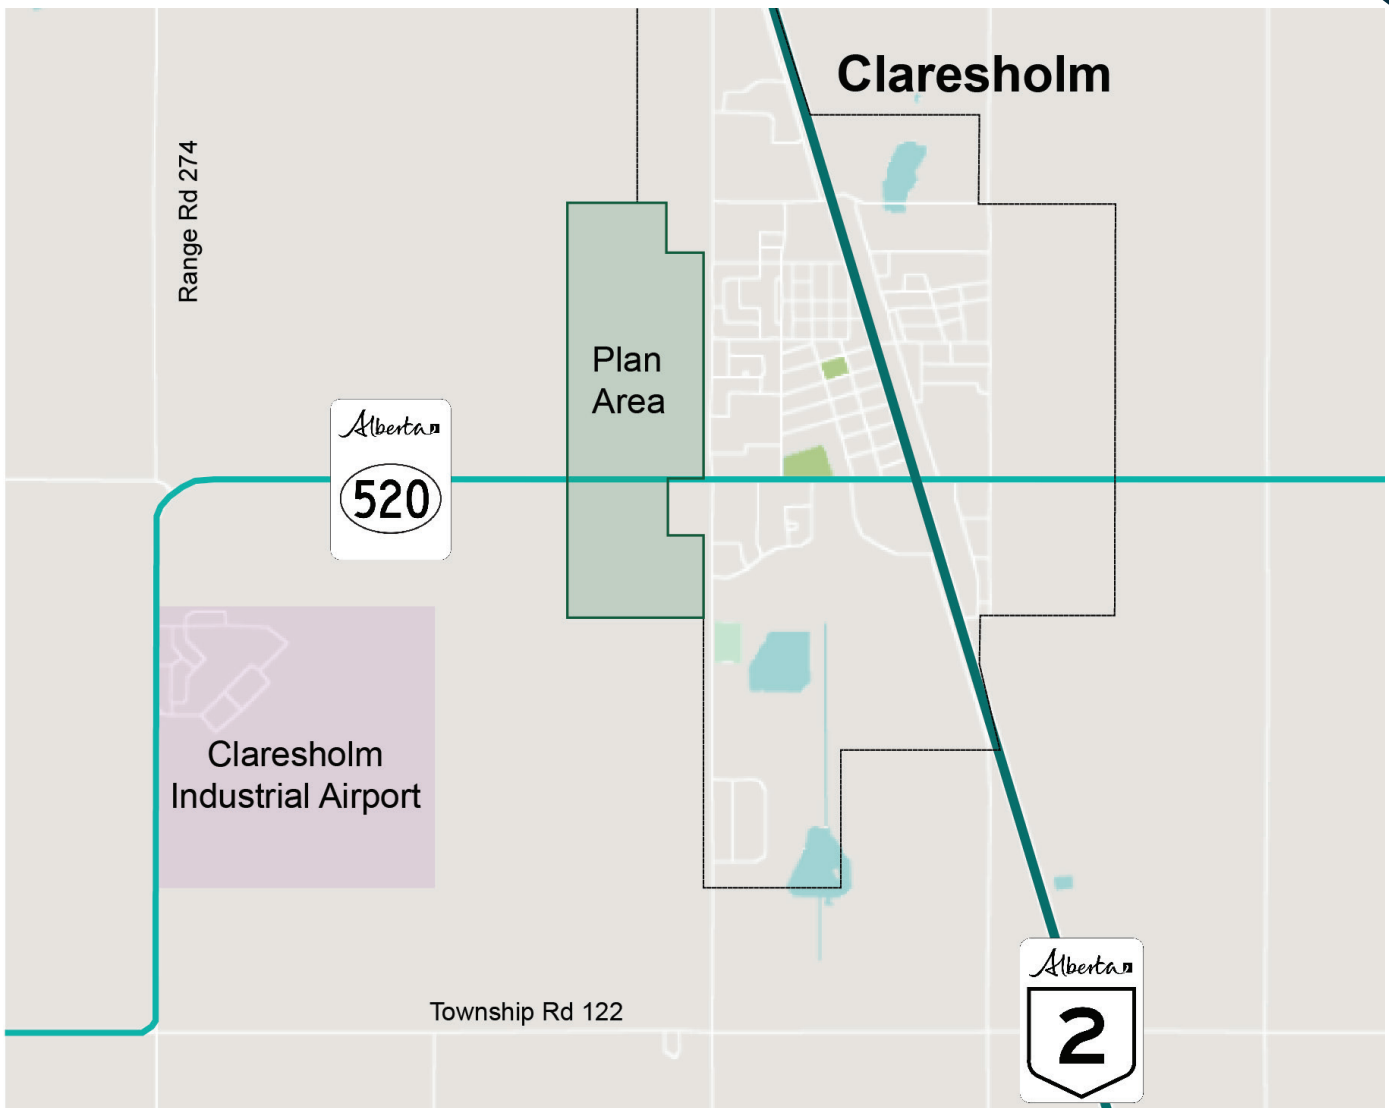 Claresholm
Range Rd 274
Plan
Area
Alberta
520
Claresholm
Industrial Airport
Township Rd 122
Alberta
2